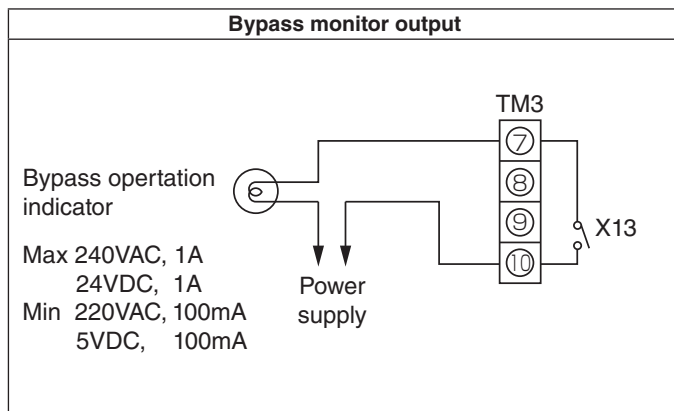 Bypass monitor output
TM3
⑦
⑧
⑨
⑩
X13
Bypass opertation
indicator
Max 240VAC, 1A
24VDC, 1A
Min 220VAC, 100mA
5VDC, 100mA
Power
supply